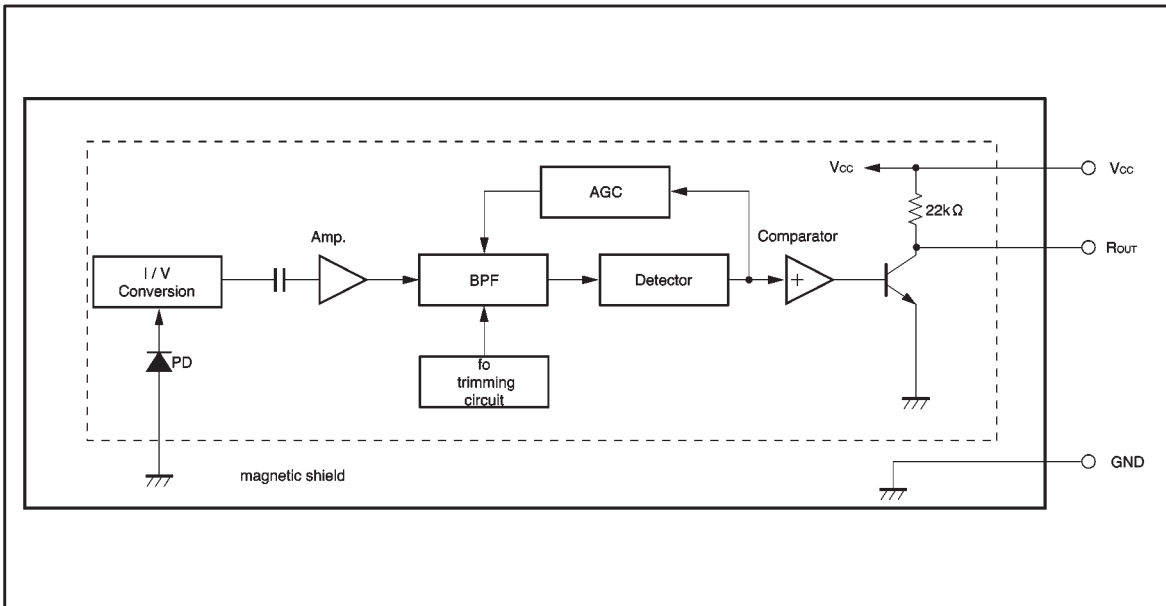 Vcc
Vcc
AGC
22kΩ
Amp.
Comparator
ROUT
I / V
Conversion
BPF
Detector
+
PD
fo
trimming
circuit
GND
magnetic shield